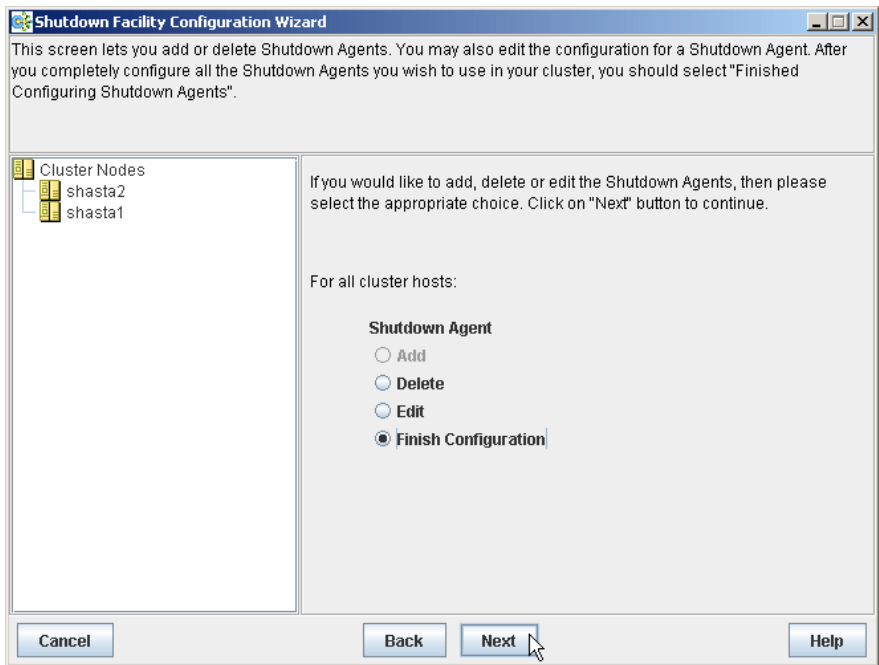 Shutdown Facility Configuration Wizard
This screen lets you add or delete Shutdown Agents. You may also edit the configuration for a Shutdown Agent. After
you completely configure all the Shutdown Agents you wish to use in your cluster, you should select "Finished
Configuring Shutdown Agents".
Cluster Nodes
shasta2
shasta1
If you would like to add, delete or edit the Shutdown Agents, then please
select the appropriate choice. Click on "Next" button to continue.
For all cluster hosts:
Shutdown Agent
Add
Delete
Edit
Finish Configuration
Cancel
Back
Next
Help